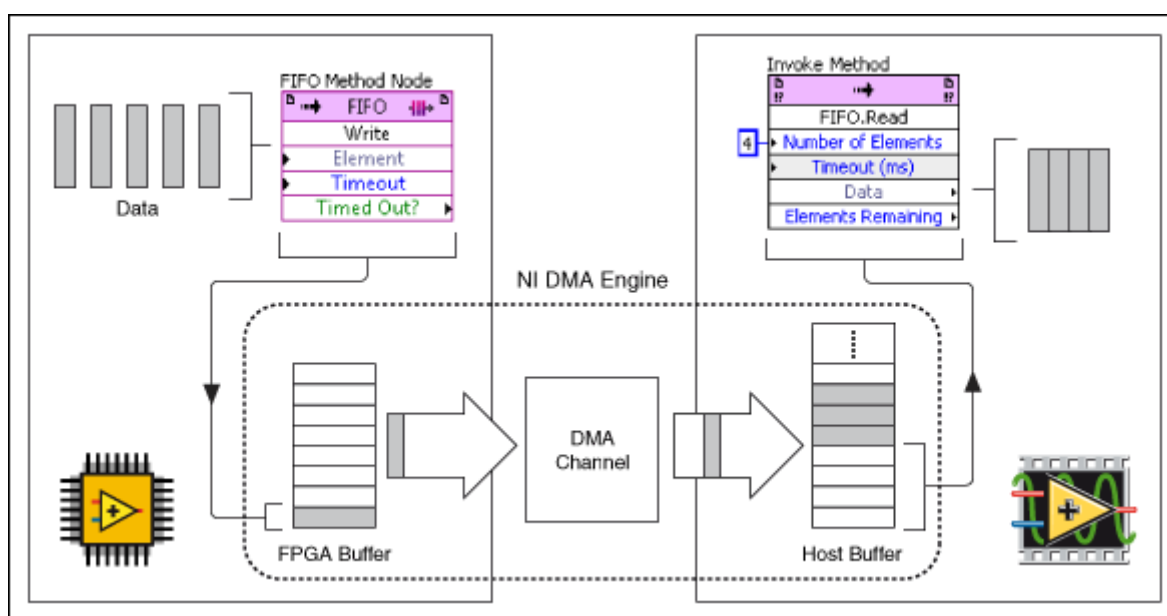 FIFO Method Node
FIFO
Write
Element
Timeout
Timed Out?
Data
Invoke Method
FIFO.Read
4
Number of Elements
Timeout (ms)
Data
Elements Remaining
NI DMA Engine
DMA
Channel
FPGA Buffer
Host Buffer